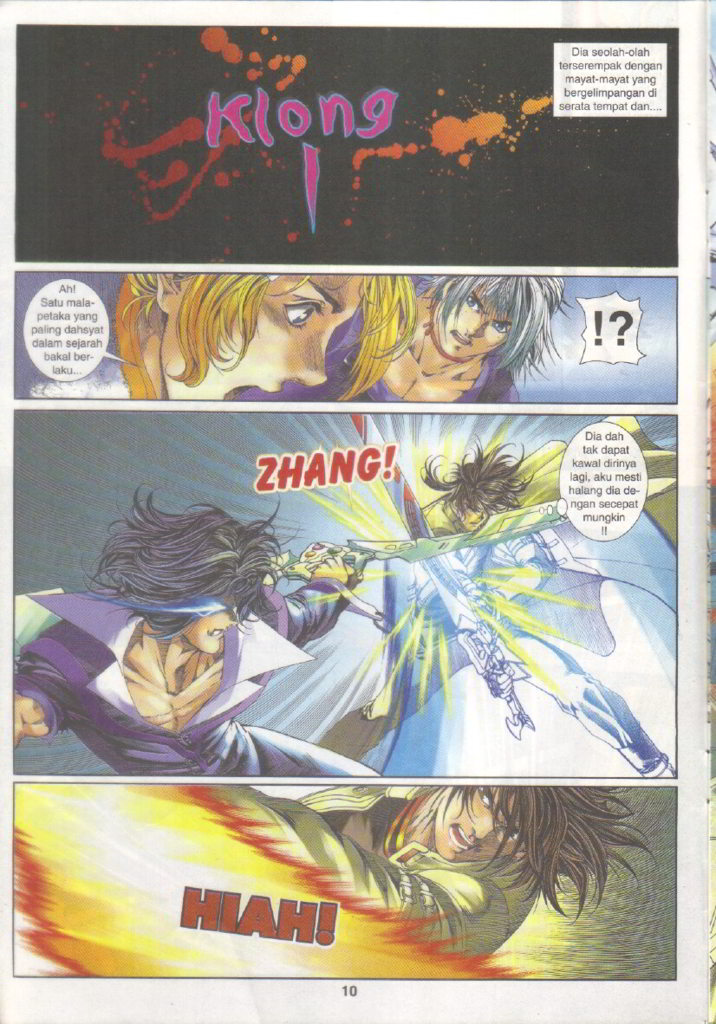 Dia seolah-olah
terserempak dengan
mayat-mayat yang
bergelimpangan di
serata tempat dan....
Klong
!
Ah!
Satu mala-
petaka yang
paling dahsyat
dalam sejarah
bakal ber-
laku...
!?
ZHANG!
Dia dah
tak dapat
kawal dirinya
lagi, aku mesti
halang dia de-
ngan secepat
mungkin
!!
HIAH!
10